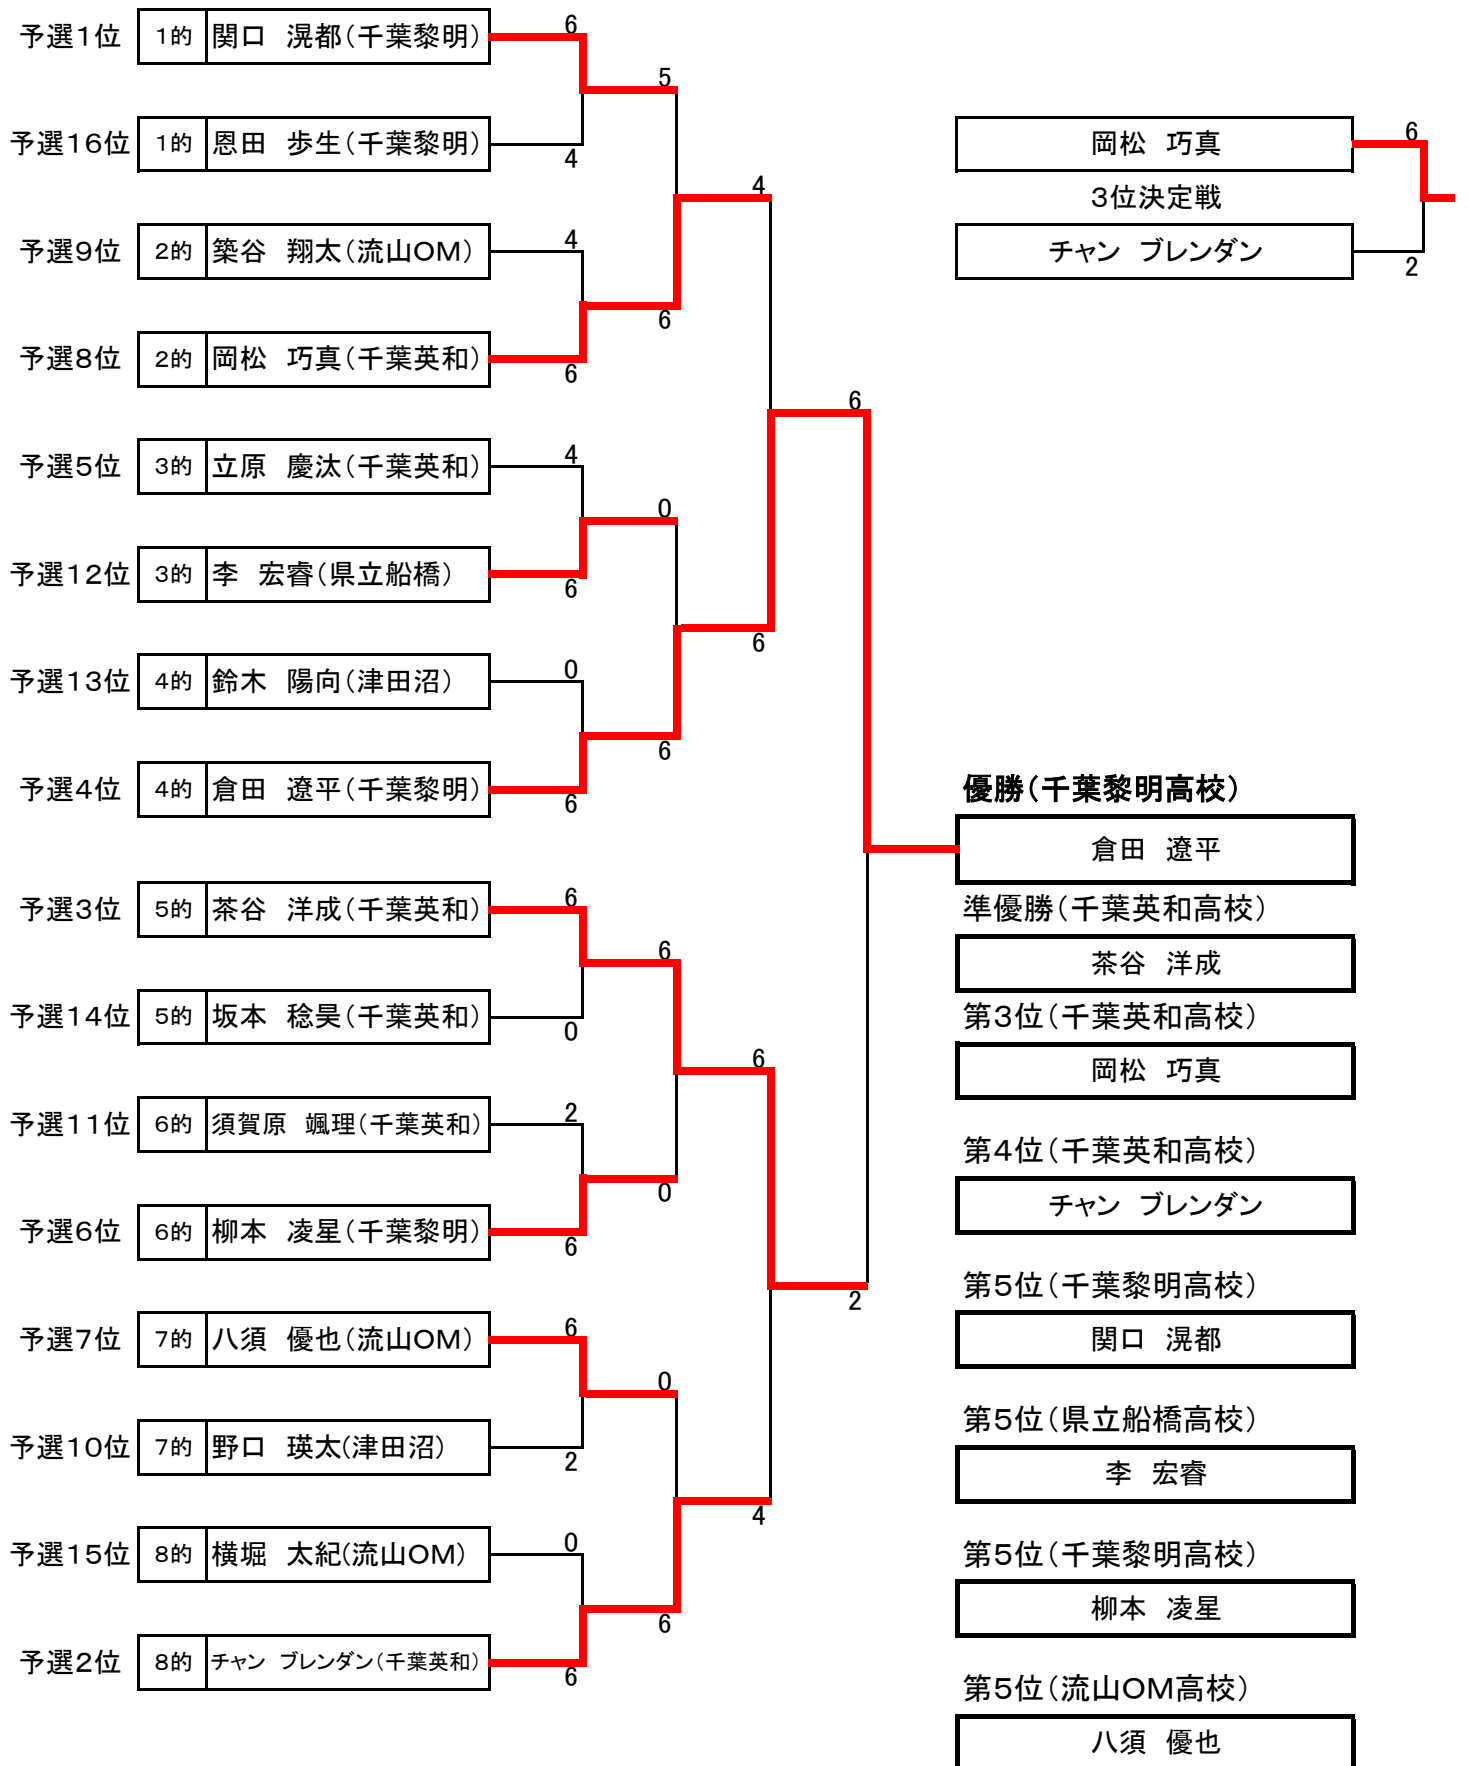 予選1位 1的 関口 滉都(千葉黎明) 6
5
予選16位 1的 恩田 歩生(千葉黎明) 4
4
予選9位 2的 築谷 翔太(流山OM) 4
6
予選8位 2的 岡松 巧真(千葉英和) 6
6
予選5位 3的 立原 慶汰(千葉英和) 4
0
予選12位 3的 李 宏睿(県立船橋) 6
6
予選13位 4的 鈴木 陽向(津田沼) 0
6
予選4位 4的 倉田 遼平(千葉黎明) 6
予選3位 5的 茶谷 洋成(千葉英和) 6
6
予選14位 5的 坂本 稔昊(千葉英和) 0
6
予選11位 6的 須賀原 颯理(千葉英和) 2
0
予選6位 6的 柳本 凌星(千葉黎明) 6
2
予選7位 7的 八須 優也(流山OM) 6
0
予選10位 7的 野口 瑛太(津田沼) 2
4
予選15位 8的 横堀 太紀(流山OM) 0
6
予選2位 8的 チャン ブレンダン(千葉英和) 6
岡松 巧真 6
3位決定戦
チャン ブレンダン 2
優勝(千葉黎明高校)
倉田 遼平
準優勝(千葉英和高校)
茶谷 洋成
第3位(千葉英和高校)
岡松 巧真
第4位(千葉英和高校)
チャン ブレンダン
第5位(千葉黎明高校)
関口 滉都
第5位(県立船橋高校)
李 宏睿
第5位(千葉黎明高校)
柳本 凌星
第5位(流山OM高校)
八須 優也